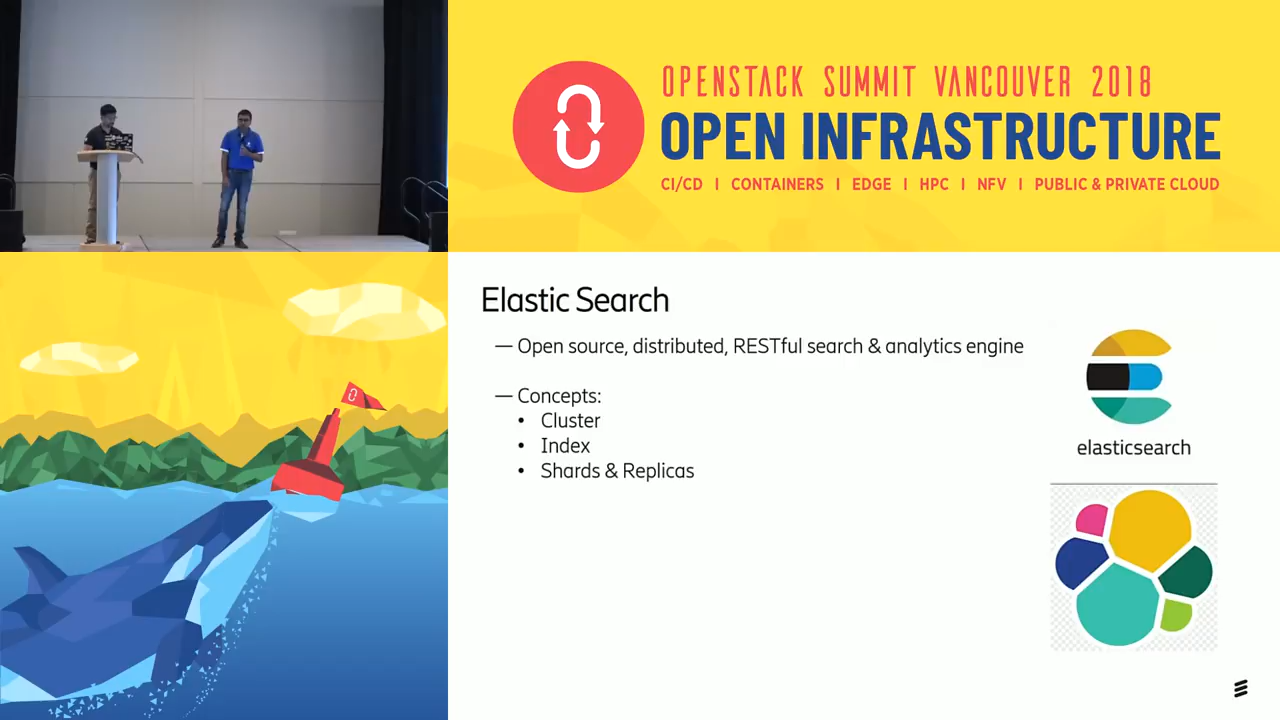 OPENSTACK SUMMIT VANCOUVER 2018
OPEN INFRASTRUCTURE
CI/CD | CONTAINERS | EDGE | HPC | NFV | PUBLIC & PRIVATE CLOUD
Elastic Search
— Open source, distributed, RESTful search & analytics engine
— Concepts:
• Cluster
• Index
• Shards & Replicas
elasticsearch